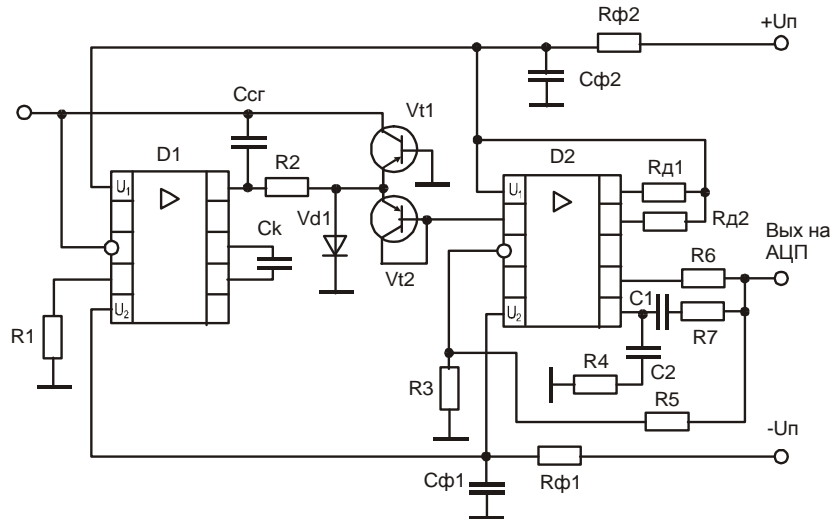 Rф2
+Uп
Cф2
Cсг
Vt1
D1
D2
U1
R2
U1
Rд1
Rд2
Vd1
Вых на
АЦП
Ck
Vt2
R6
C1
U2
U2
R1
R7
R4
C2
R3
R5
-Uп
Cф1
Rф1